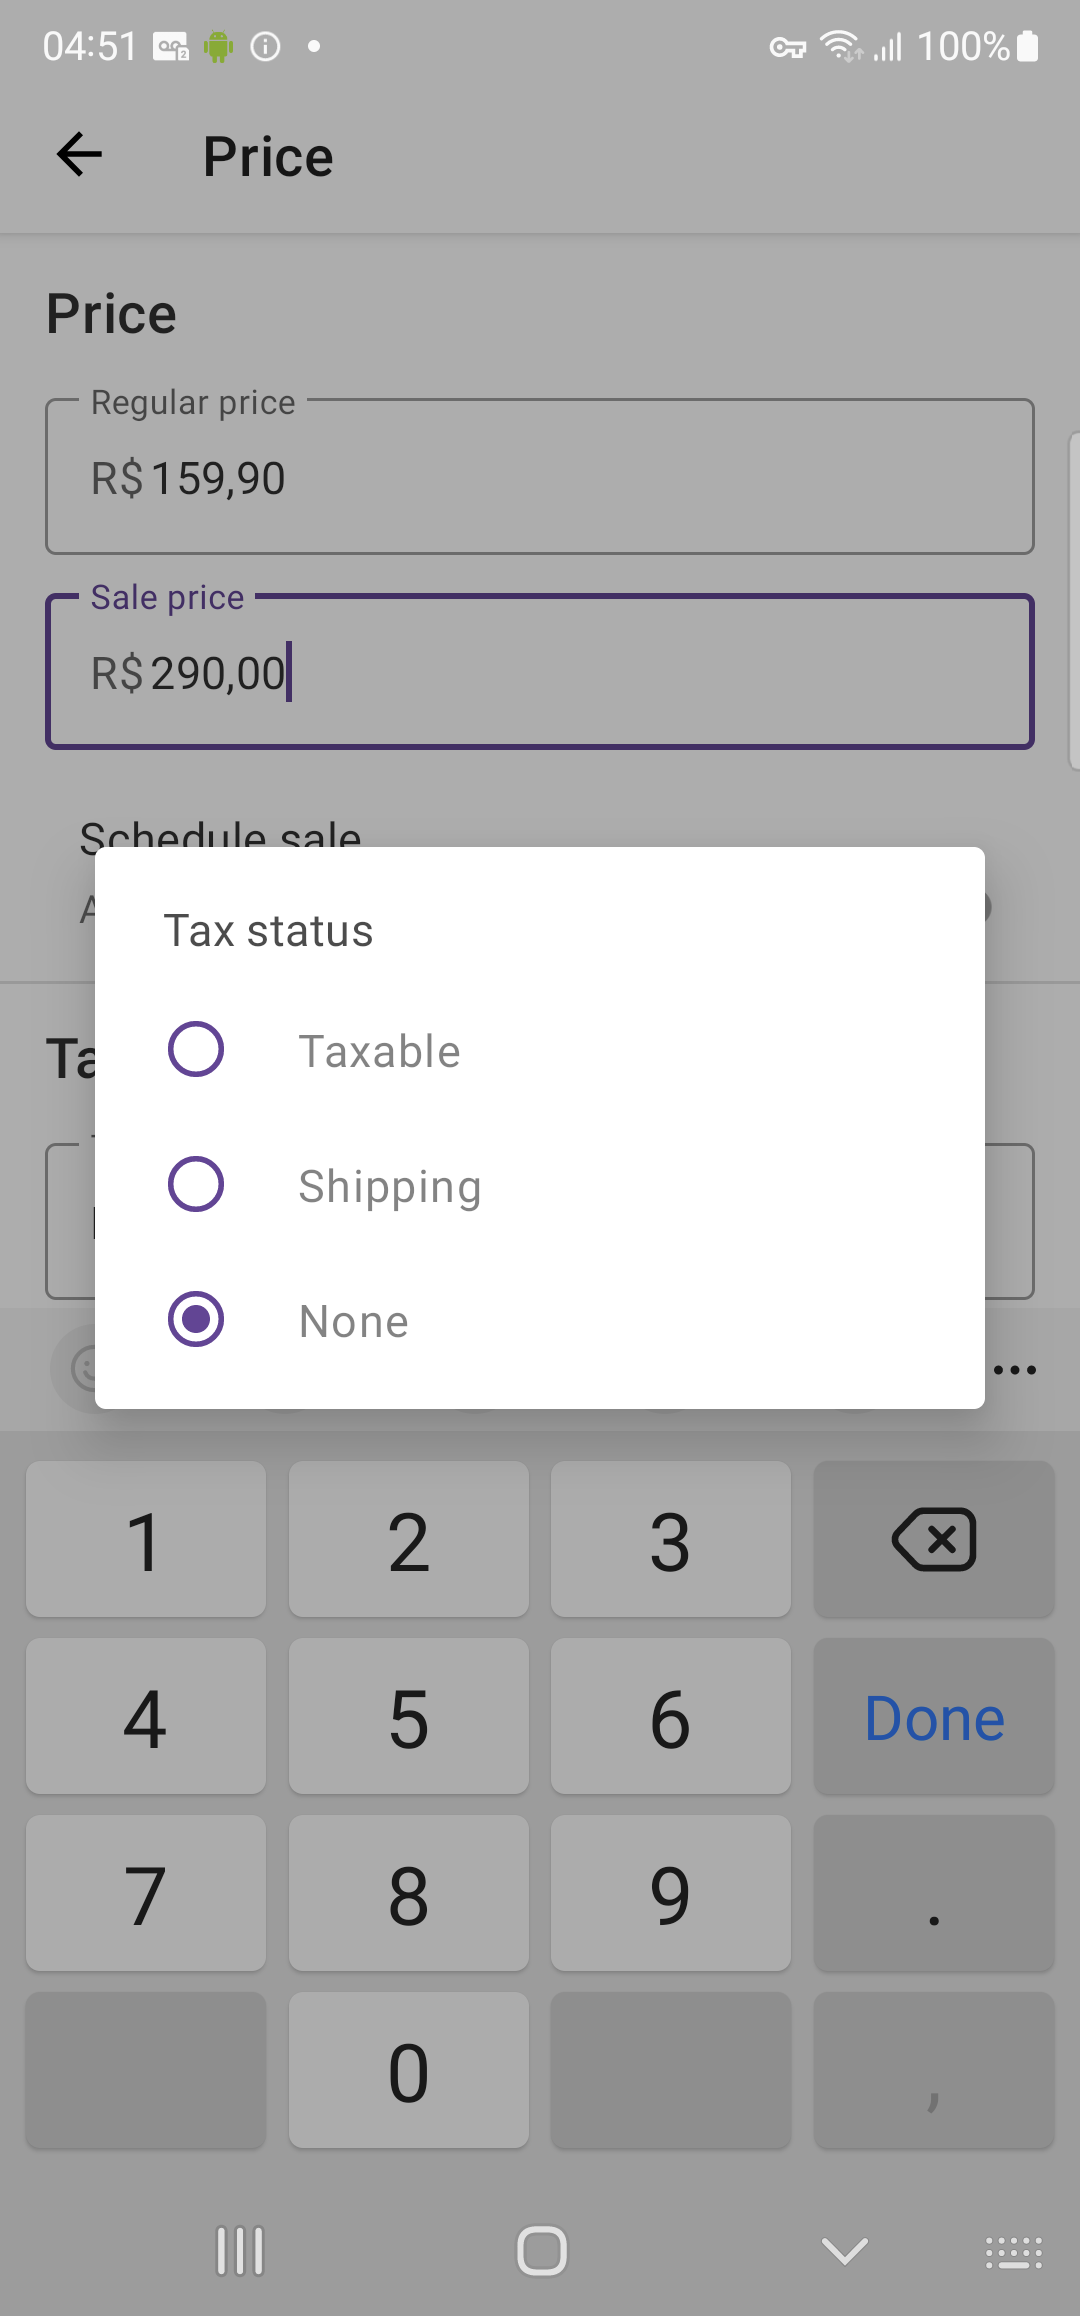 04:51 100%
Price
Price
Regular price
R$ 159,90
Sale price
R$ 290,00
Schedule sale
Tax status
Taxable
Shipping
None
1 2 3
4 5 6 Done
7 8 9 .
0 ,